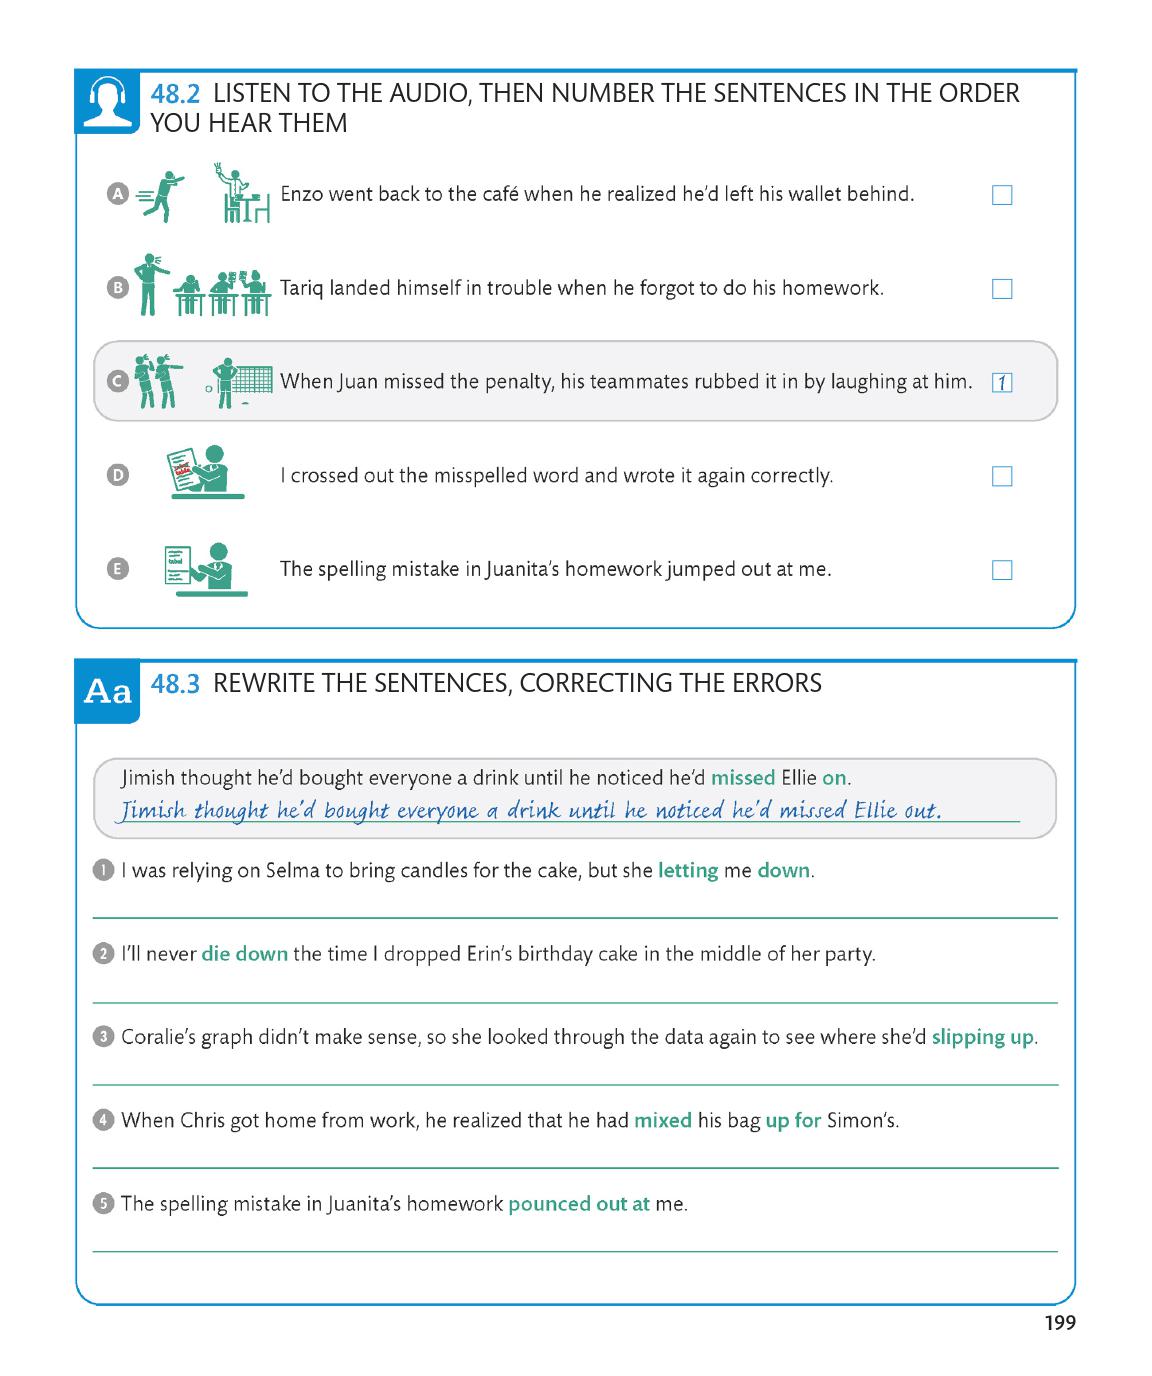 48.2 LISTEN TO THE AUDIO, THEN NUMBER THE SENTENCES IN THE ORDER
YOU HEAR THEM
A Enzo went back to the café when he realized he'd left his wallet behind.
B Tariq landed himself in trouble when he forgot to do his homework.
C When Juan missed the penalty, his teammates rubbed it in by laughing at him. 1
D I crossed out the misspelled word and wrote it again correctly.
E The spelling mistake in Juanita's homework jumped out at me.
Aa 48.3 REWRITE THE SENTENCES, CORRECTING THE ERRORS
Jimish thought he'd bought everyone a drink until he noticed he'd missed Ellie on.
Jimish thought he'd bought everyone a drink until he noticed he'd missed Ellie out.
1 I was relying on Selma to bring candles for the cake, but she letting me down.
2 I'll never die down the time I dropped Erin's birthday cake in the middle of her party.
3 Coralie's graph didn't make sense, so she looked through the data again to see where she'd slipping up.
4 When Chris got home from work, he realized that he had mixed his bag up for Simon's.
5 The spelling mistake in Juanita's homework pounced out at me.
199